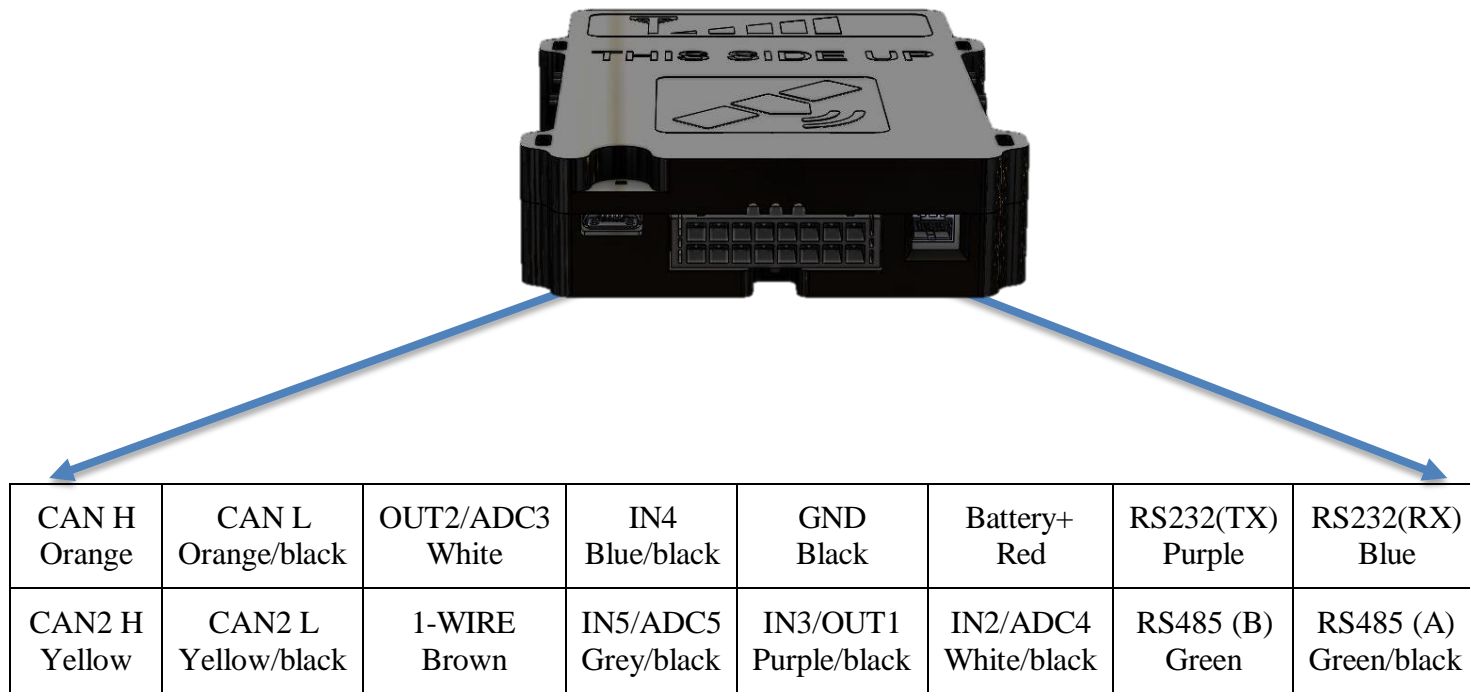 THIS SIDE UP
CAN H
Orange
CAN L
Orange/black
OUT2/ADC3
White
IN4
Blue/black
GND
Black
Battery+
Red
RS232(TX)
Purple
RS232(RX)
Blue
CAN2 H
Yellow
CAN2 L
Yellow/black
1-WIRE
Brown
IN5/ADC5
Grey/black
IN3/OUT1
Purple/black
IN2/ADC4
White/black
RS485 (B)
Green
RS485 (A)
Green/black